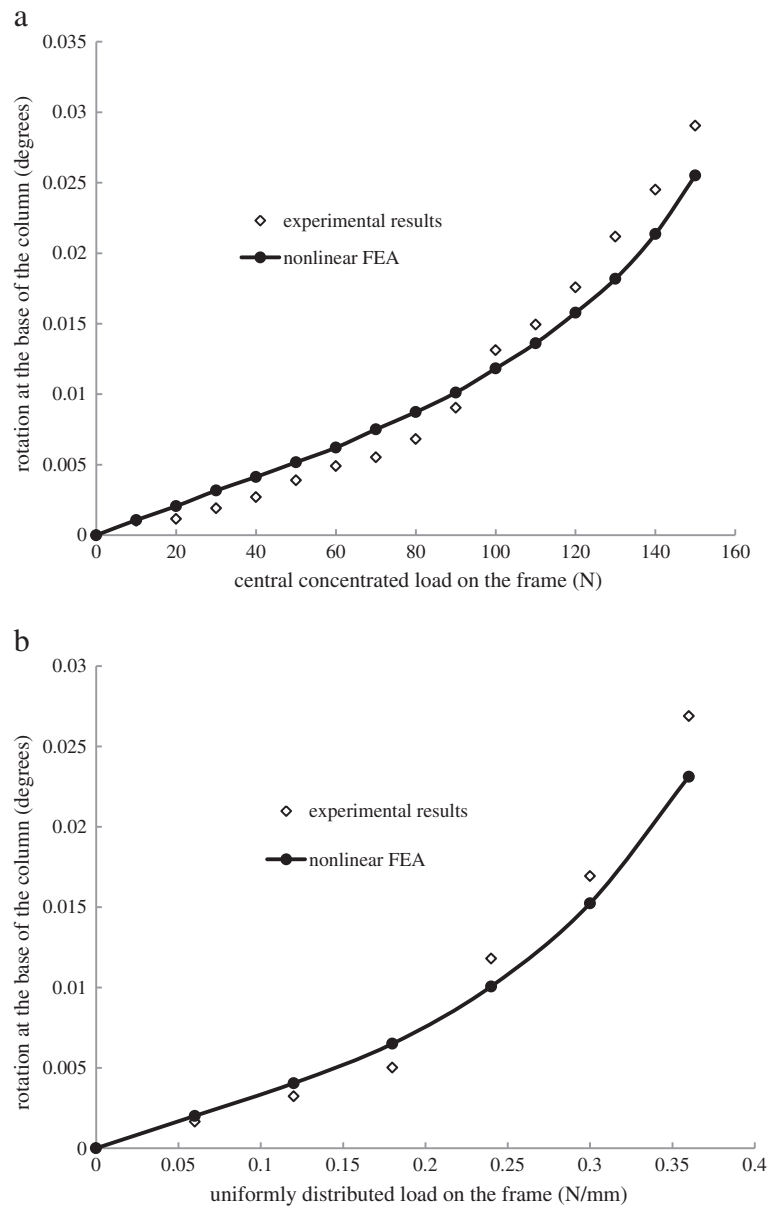 a
0.035
0.03
0.025
0.02
0.015
0.01
0.005
0
rotation at the base of the column (degrees)
experimental results
nonlinear FEA
0 20 40 60 80 100 120 140 160
central concentrated load on the frame (N)
b
0.03
0.025
0.02
0.015
0.01
0.005
0
rotation at the base of the column (degrees)
experimental results
nonlinear FEA
0 0.05 0.1 0.15 0.2 0.25 0.3 0.35 0.4
uniformly distributed load on the frame (N/mm)